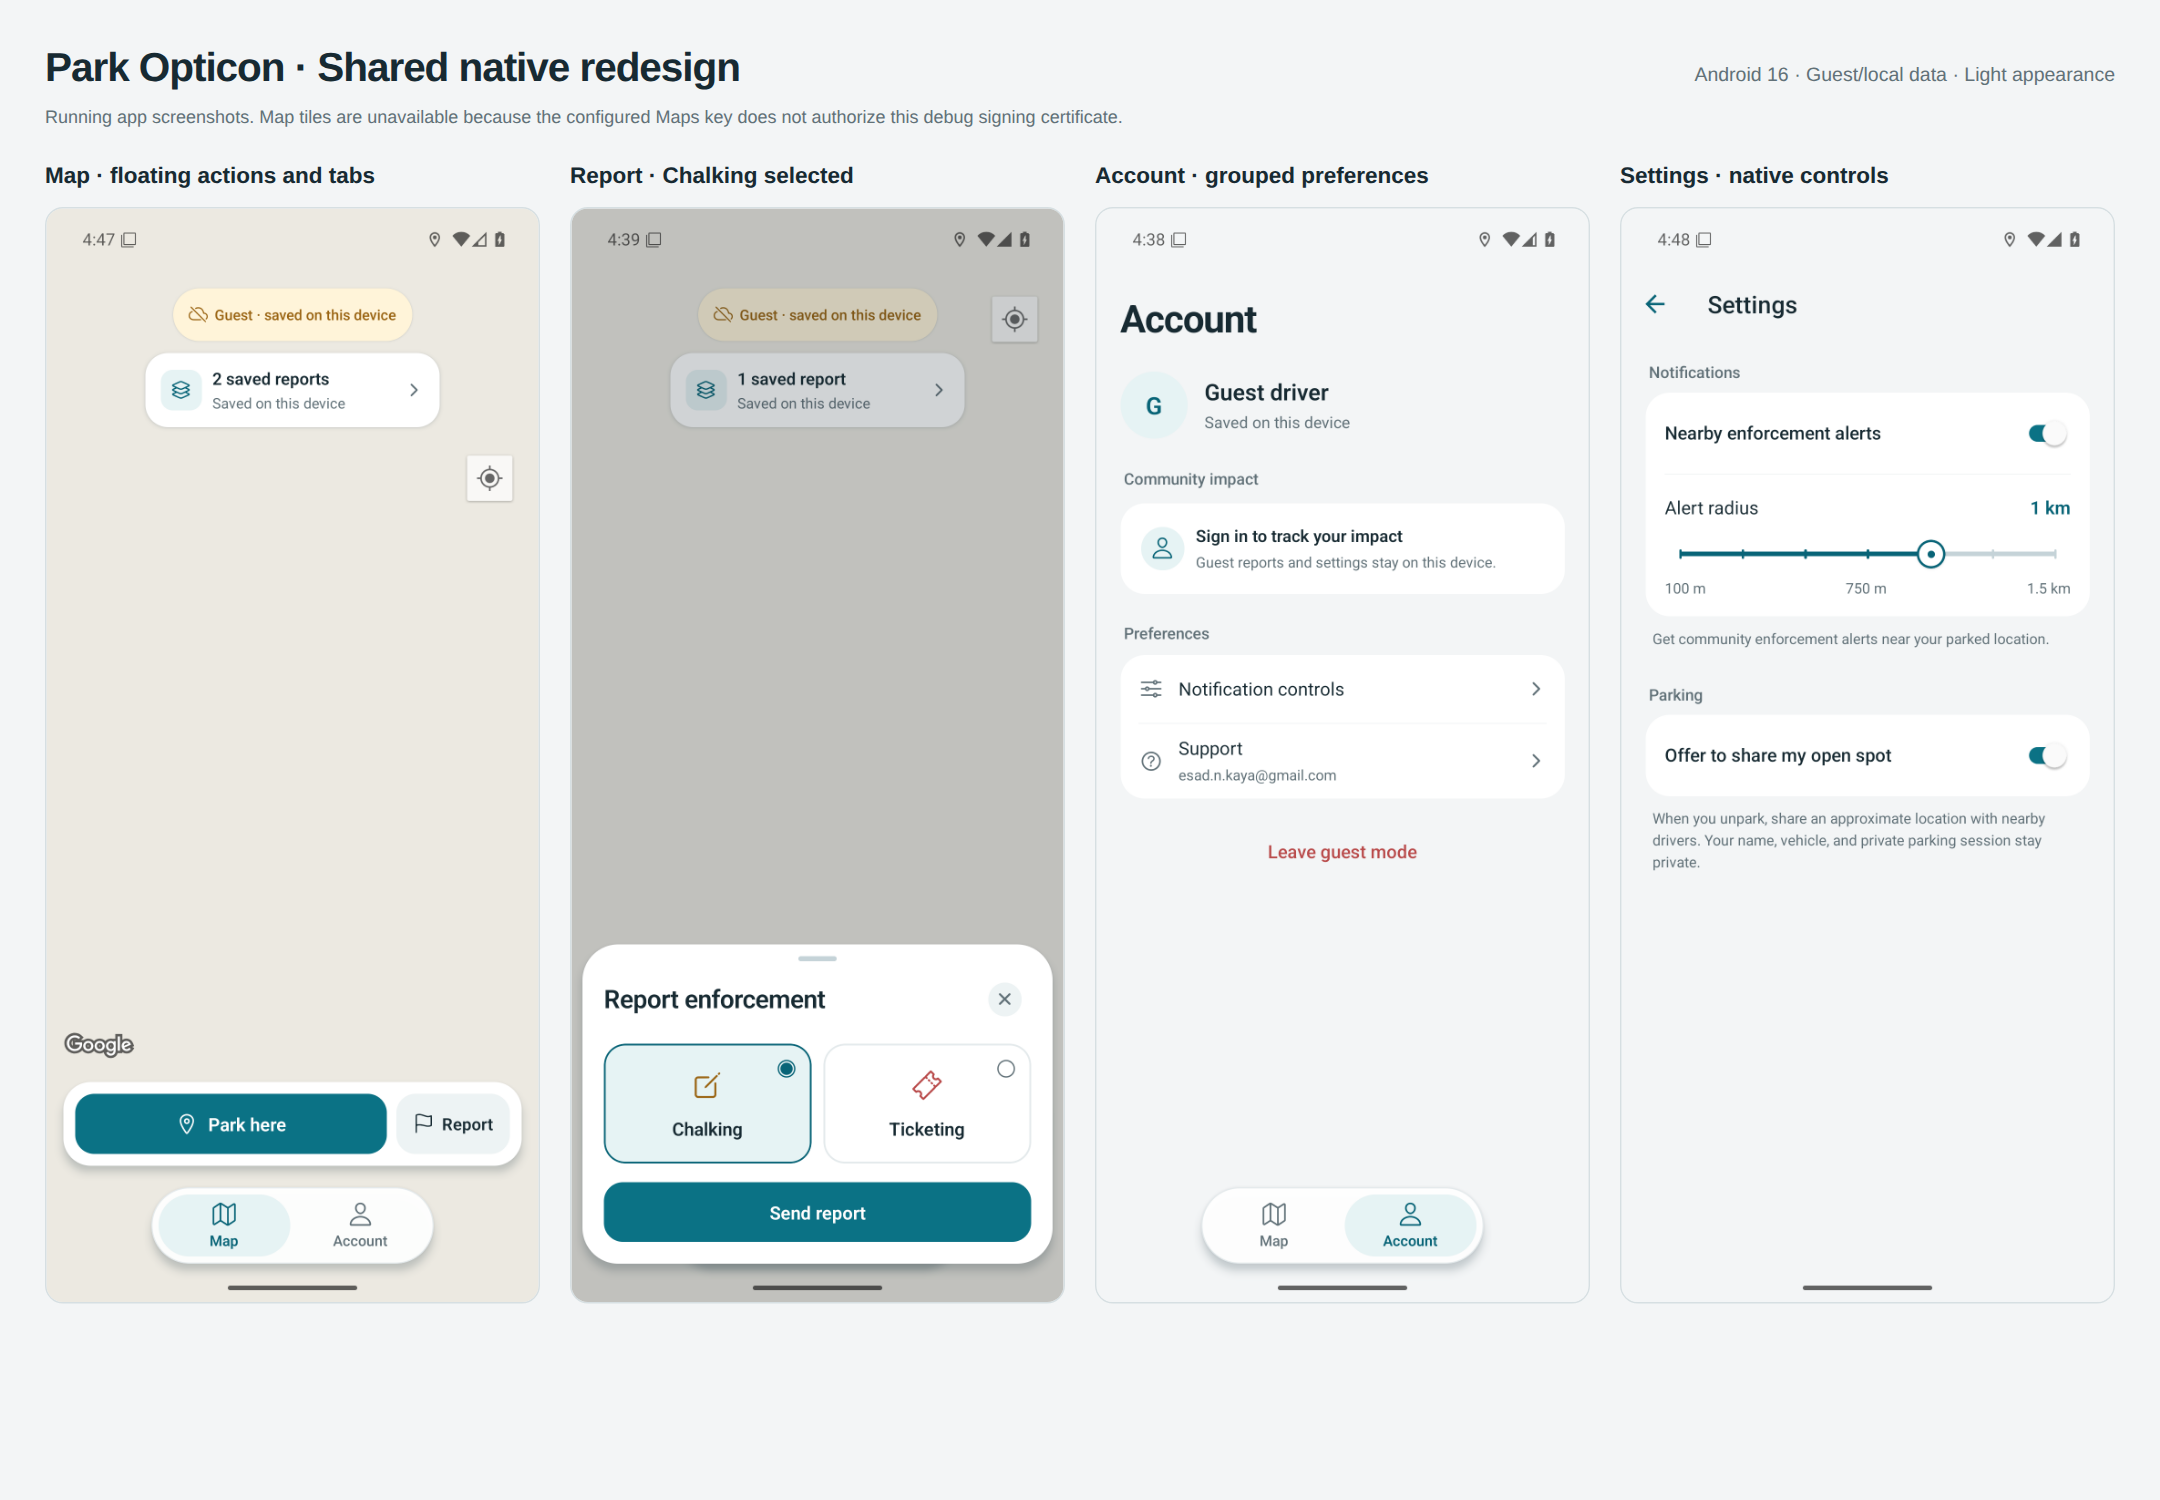 Park Opticon · Shared native redesign
Android 16 · Guest/local data · Light appearance
Running app screenshots. Map tiles are unavailable because the configured Maps key does not authorize this debug signing certificate.
Map · floating actions and tabs
4:47
Guest · saved on this device
2 saved reports
Saved on this device
Google
Park here
Report
Map
Account
Report · Chalking selected
4:39
Guest · saved on this device
1 saved report
Saved on this device
Report enforcement
Chalking
Ticketing
Send report
Account · grouped preferences
4:38
Account
G
Guest driver
Saved on this device
Community impact
Sign in to track your impact
Guest reports and settings stay on this device.
Preferences
Notification controls
Support
esad.n.kaya@gmail.com
Leave guest mode
Map
Account
Settings · native controls
4:48
Settings
Notifications
Nearby enforcement alerts
Alert radius
1 km
100 m
750 m
1.5 km
Get community enforcement alerts near your parked location.
Parking
Offer to share my open spot
When you unpark, share an approximate location with nearby
drivers. Your name, vehicle, and private parking session stay
private.